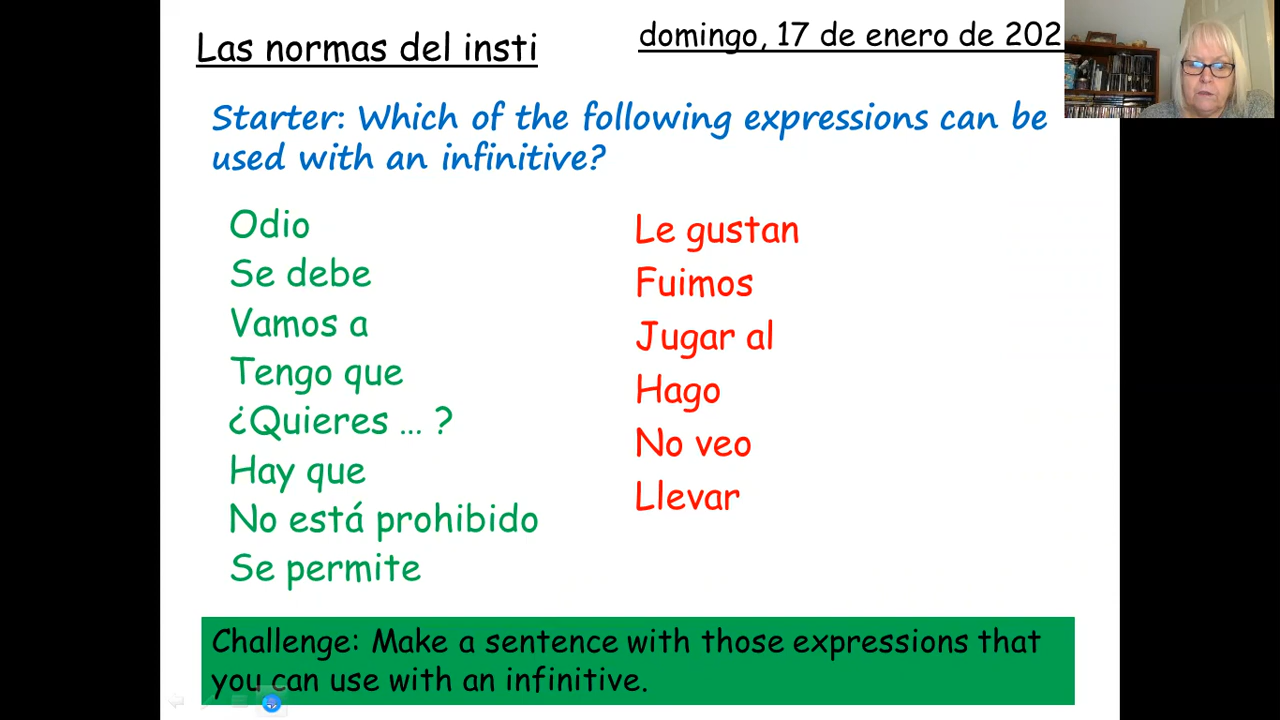 Las normas del insti
domingo, 17 de enero de 202
Starter: Which of the following expressions can be
used with an infinitive?
Odio
Se debe
Vamos a
Tengo que
¿Quieres ... ?
Hay que
No está prohibido
Se permite
Le gustan
Fuimos
Jugar al
Hago
No veo
Llevar
Challenge: Make a sentence with those expressions that
you can use with an infinitive.